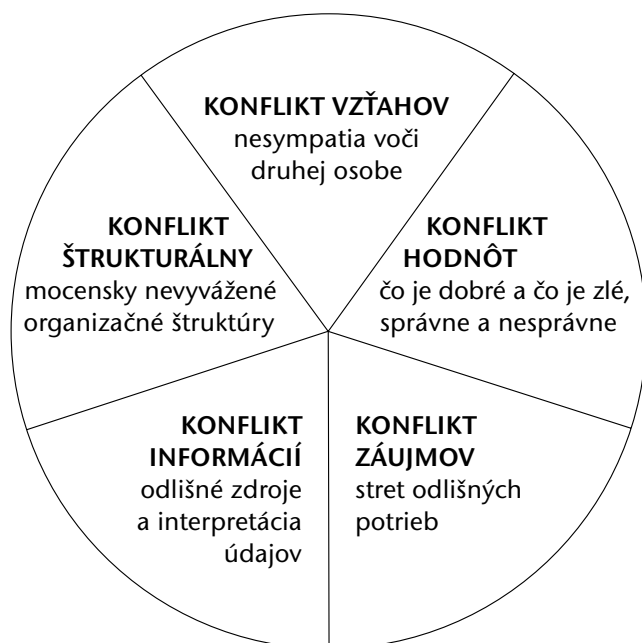 KONFLIKT VZŤAHOV
nesympatia voči
druhej osobe
KONFLIKT
ŠTRUKTURÁLNY
mocensky nevyvážené
organizačné štruktúry
KONFLIKT
HODNÔT
čo je dobré a čo je zlé,
správne a nesprávne
KONFLIKT
INFORMÁCIÍ
odlišné zdroje
a interpretácia
údajov
KONFLIKT
ZÁUJMOV
stret odlišných
potrieb